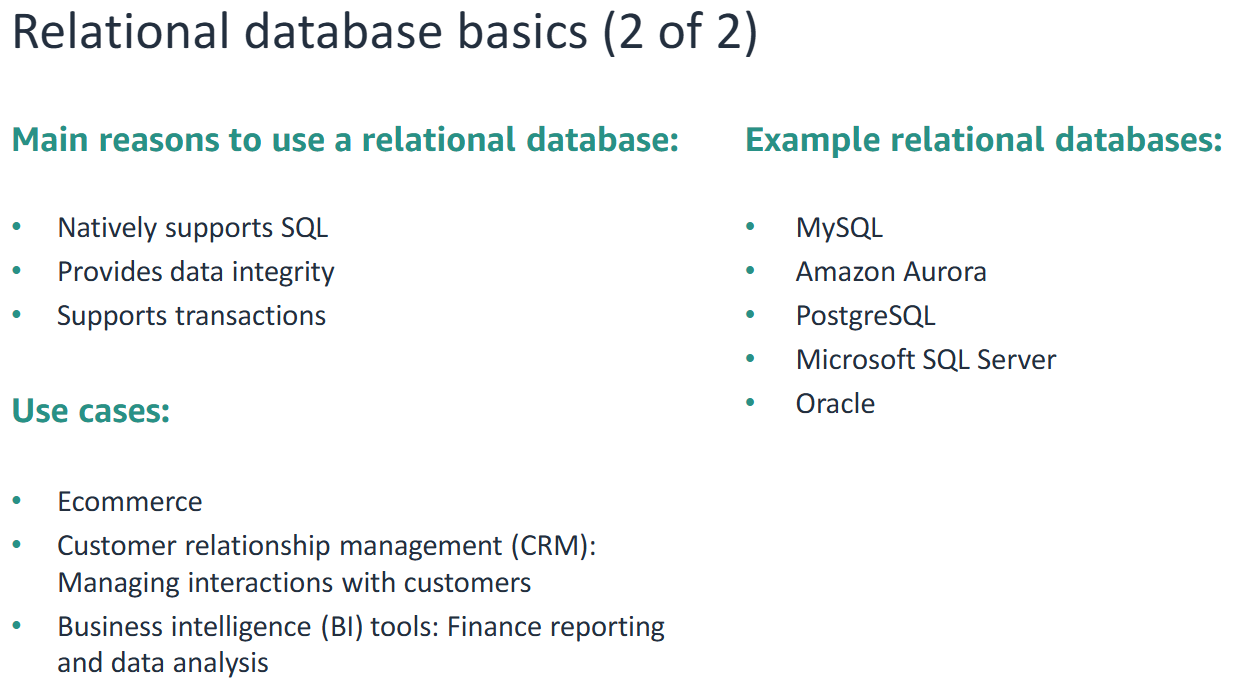 Relational database basics (2 of 2)
Main reasons to use a relational database:
• Natively supports SQL
• Provides data integrity
• Supports transactions
Use cases:
• Ecommerce
• Customer relationship management (CRM):
Managing interactions with customers
• Business intelligence (BI) tools: Finance reporting
and data analysis
Example relational databases:
• MySQL
• Amazon Aurora
• PostgreSQL
• Microsoft SQL Server
• Oracle